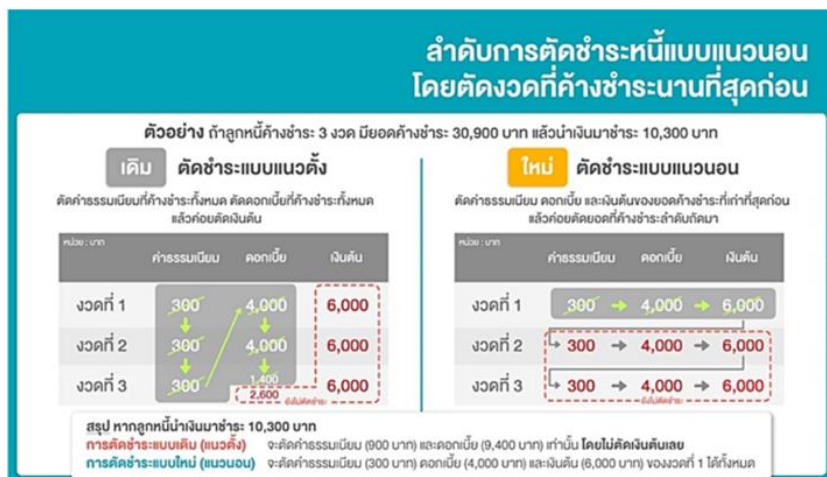 ลำดับการตัดชำระหนี้แบบแนวนอน
โดยตัดงวดที่ค้างชำระนานที่สุดก่อน
ตัวอย่าง ถ้าลูกหนี้ค้างชำระ 3 งวด มียอดค้างชำระ 30,900 บาท แล้วนำเงินมาชำระ 10,300 บาท
เดิม ตัดชำระแบบแนวตั้ง
ตัดค่าธรรมเนียมที่ค้างชำระทั้งหมด ตัดดอกเบี้ยที่ค้างชำระทั้งหมด
แล้วค่อยตัดเงินต้น
หน่วย : บาท
ค่าธรรมเนียม ดอกเบี้ย เงินต้น
งวดที่ 1 300 4,000 6,000
งวดที่ 2 300 4,000 6,000
งวดที่ 3 300 1,400 6,000
2,600
ยังไม่ตัดชำระ
ใหม่ ตัดชำระแบบแนวนอน
ตัดค่าธรรมเนียม ดอกเบี้ย และเงินต้นของยอดค้างชำระที่เก่าที่สุดก่อน
แล้วค่อยตัดยอดที่ค้างชำระลำดับถัดมา
หน่วย : บาท
ค่าธรรมเนียม ดอกเบี้ย เงินต้น
งวดที่ 1 300 4,000 6,000
งวดที่ 2 300 4,000 6,000
งวดที่ 3 300 4,000 6,000
ยังไม่ตัดชำระ
สรุป หากลูกหนี้นำเงินมาชำระ 10,300 บาท
การตัดชำระแบบเดิม (แนวตั้ง) จะตัดค่าธรรมเนียม (900 บาท) และดอกเบี้ย (9,400 บาท) เท่านั้น โดยไม่ตัดเงินต้นเลย
การตัดชำระแบบใหม่ (แนวนอน) จะตัดค่าธรรมเนียม (300 บาท) ดอกเบี้ย (4,000 บาท) และเงินต้น (6,000 บาท) ของงวดที่ 1 ได้ทั้งหมด